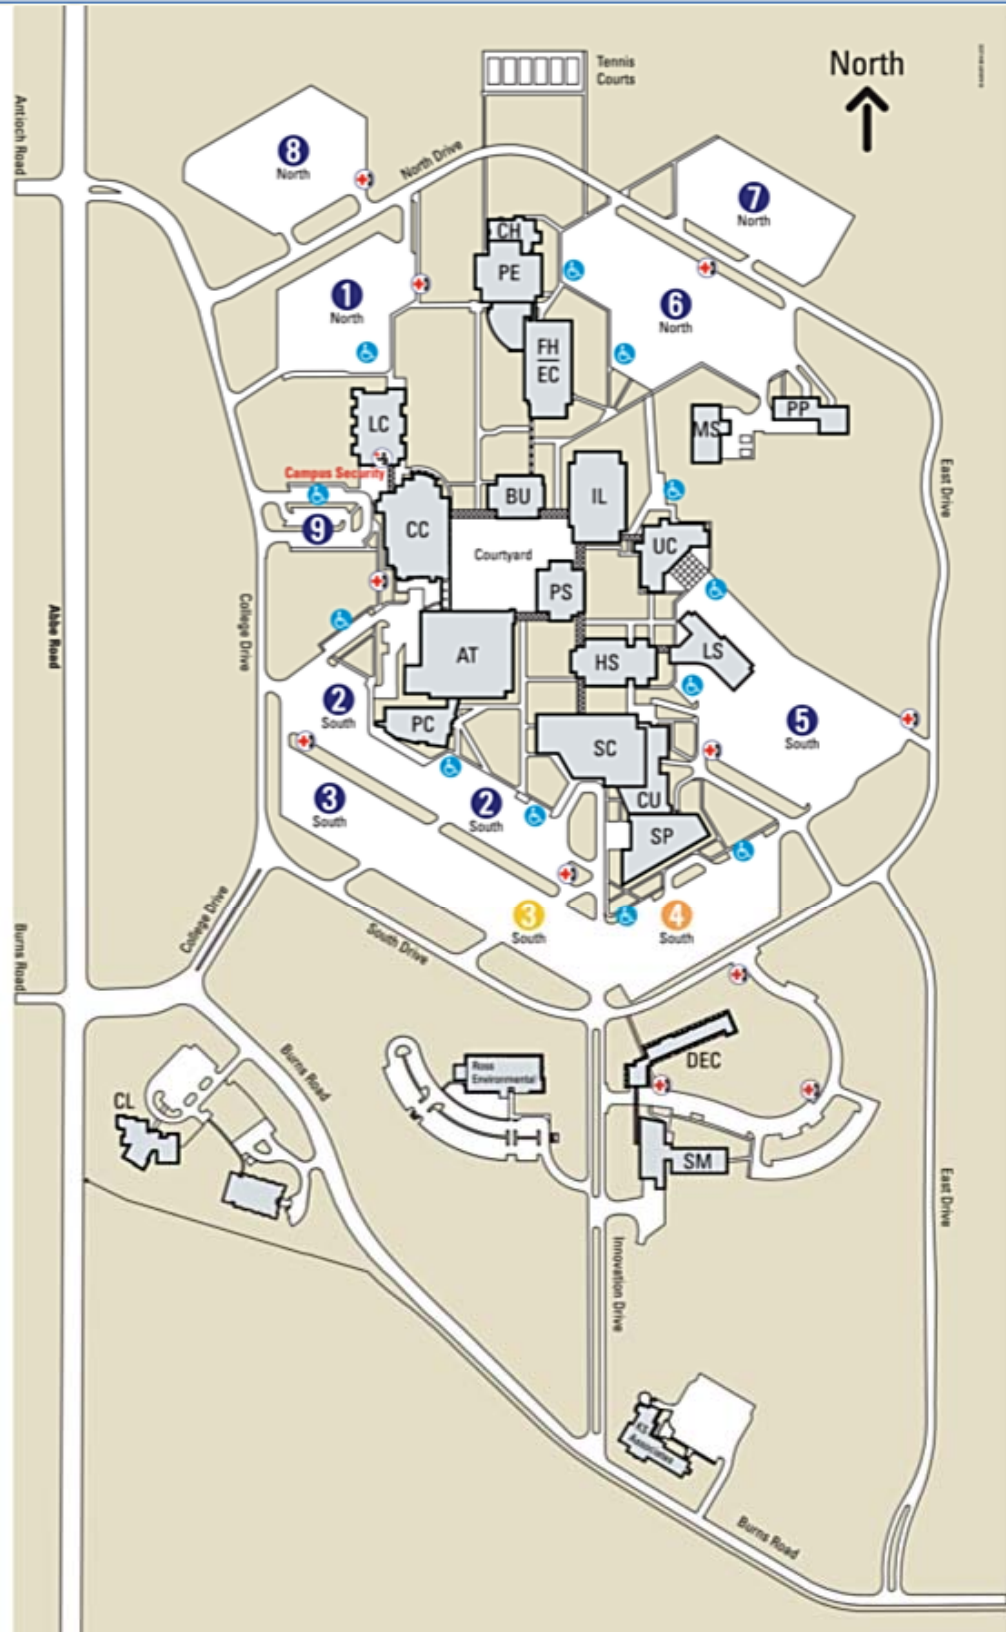 Tennis
Courts
North
Antioch Road
8
North
North Drive
7
North
CH
PE
1
North
6
North
FH
EC
LC
MS
PP
Campus Security
East Drive
9
CC
BU
IL
Courtyard
UC
PS
Abbe Road
College Drive
AT
HS
LS
2
South
PC
SC
5
South
3
South
2
South
CU
SP
College Drive
3
South
4
South
Burns Road
South Drive
DEC
Ross
Environmental
Burns Road
CL
SM
East Drive
Innovation Drive
KS
Associates
Burns Road